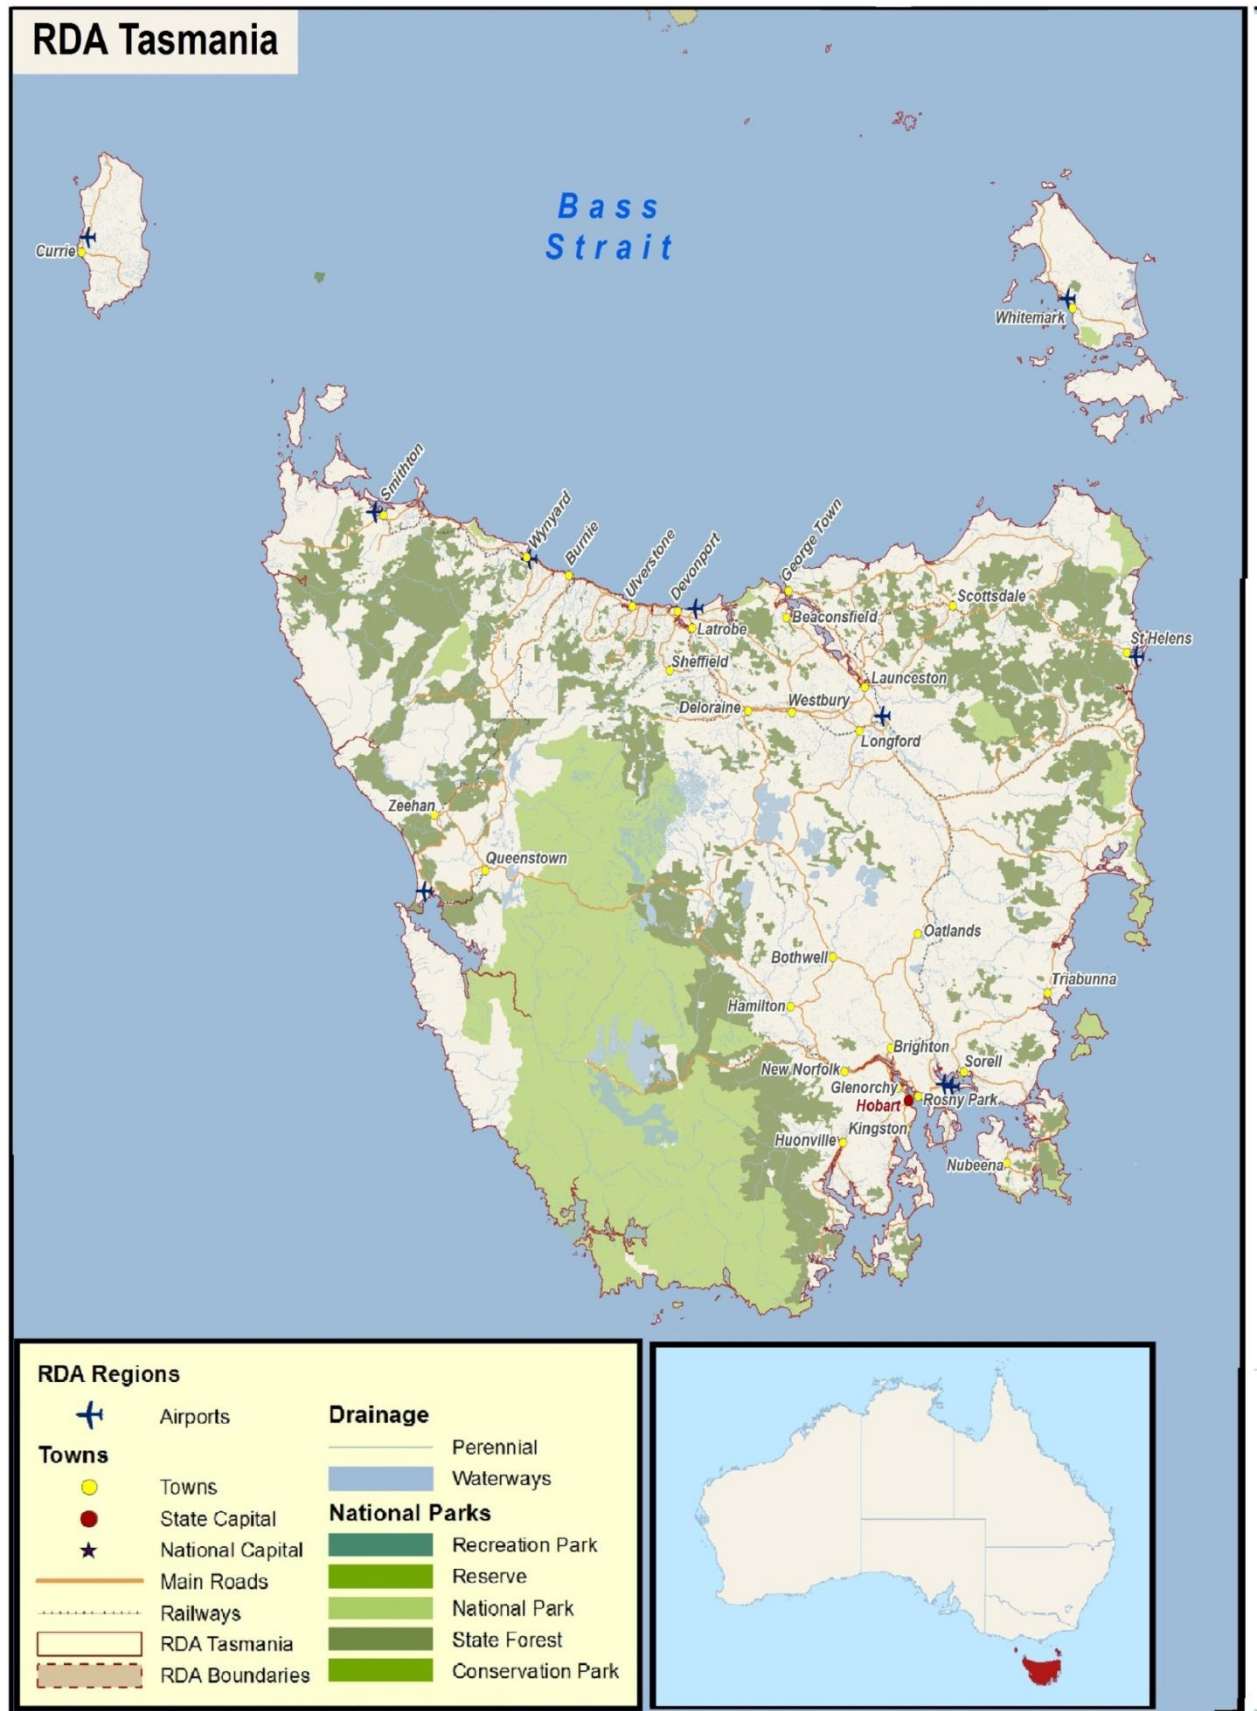 RDA Tasmania
Bass
Strait
Currie
Whitemark
Smithton
Wynyard
Burnie
Ulverstone
Devonport
George Town
Scottsdale
Beaconsfield
Latrobe
St Helens
Sheffield
Launceston
Westbury
Deloraine
Longford
Zeehan
Queenstown
Oatlands
Bothwell
Triabunna
Hamilton
Brighton
Sorell
New Norfolk
Glenorchy
Rosny Park
Hobart
Kingston
Huonville
Nubeena
RDA Regions
Airports
Towns
Towns
State Capital
National Capital
Main Roads
Railways
RDA Tasmania
RDA Boundaries
Drainage
Perennial
Waterways
National Parks
Recreation Park
Reserve
National Park
State Forest
Conservation Park